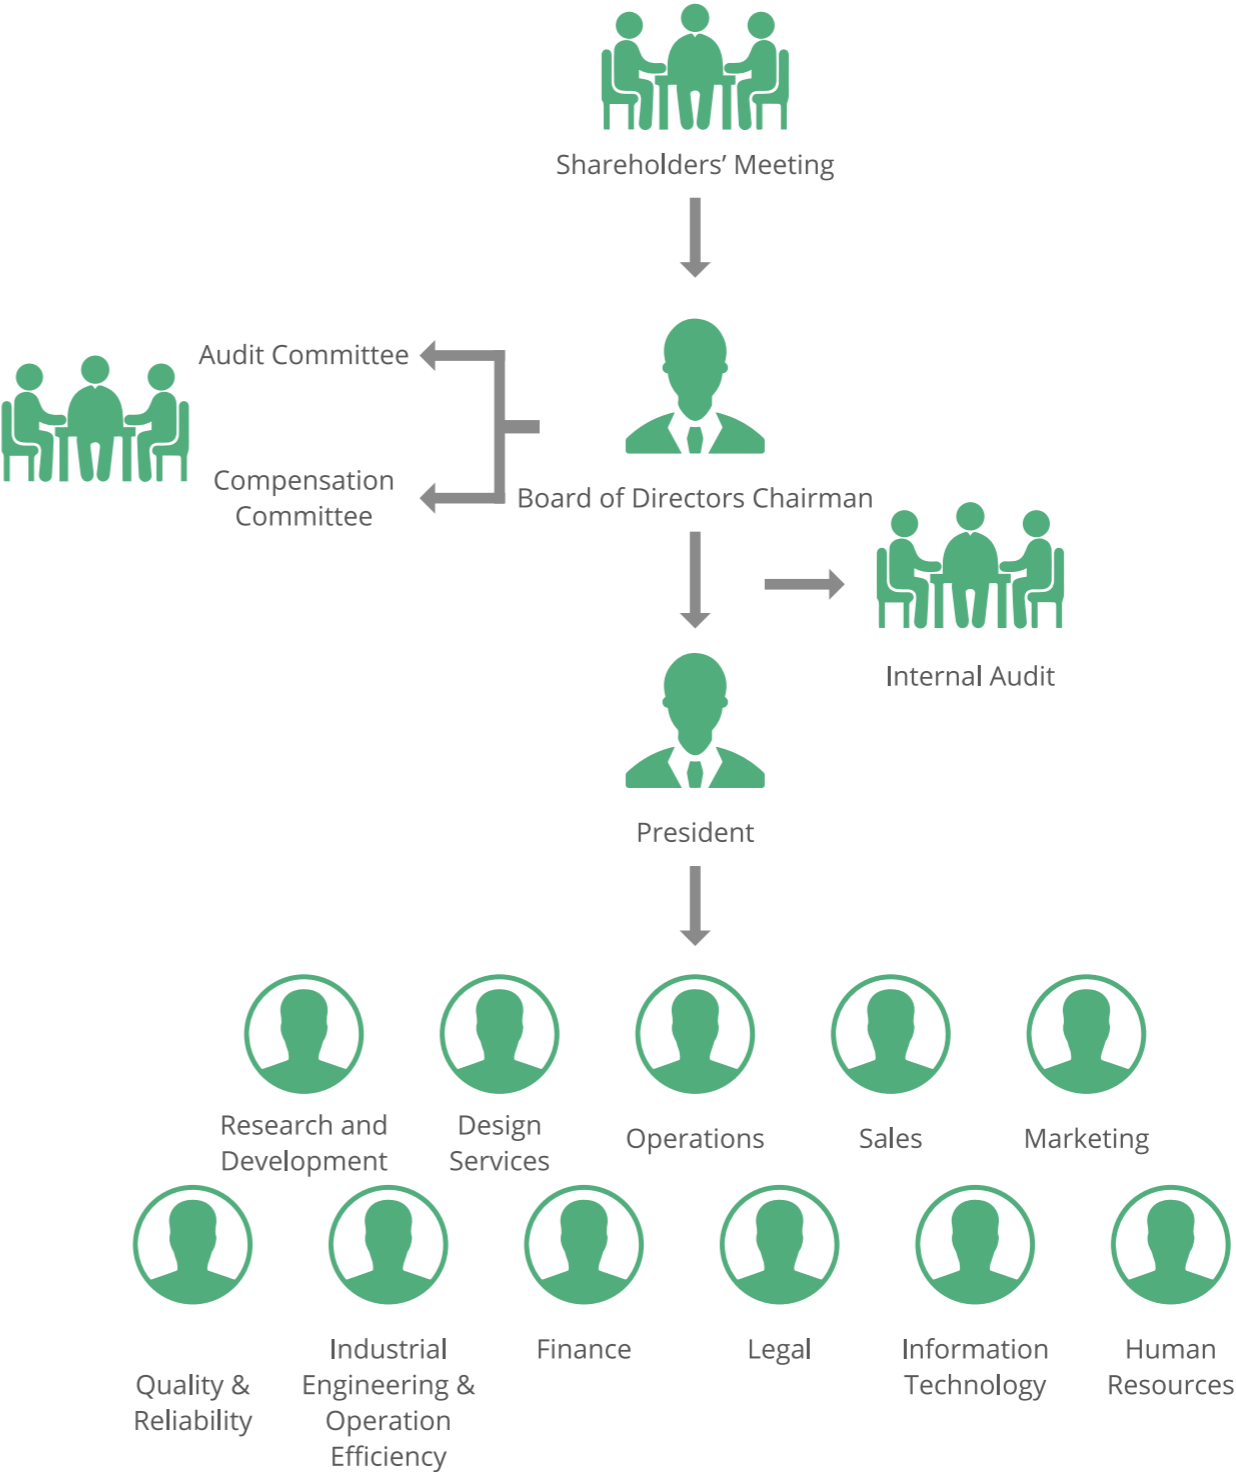 Shareholders’ Meeting
Audit Committee
Compensation
Committee
Board of Directors Chairman
Internal Audit
President
Research and
Development
Design
Services
Operations
Sales
Marketing
Quality &
Reliability
Industrial
Engineering &
Operation
Efficiency
Finance
Legal
Information
Technology
Human
Resources